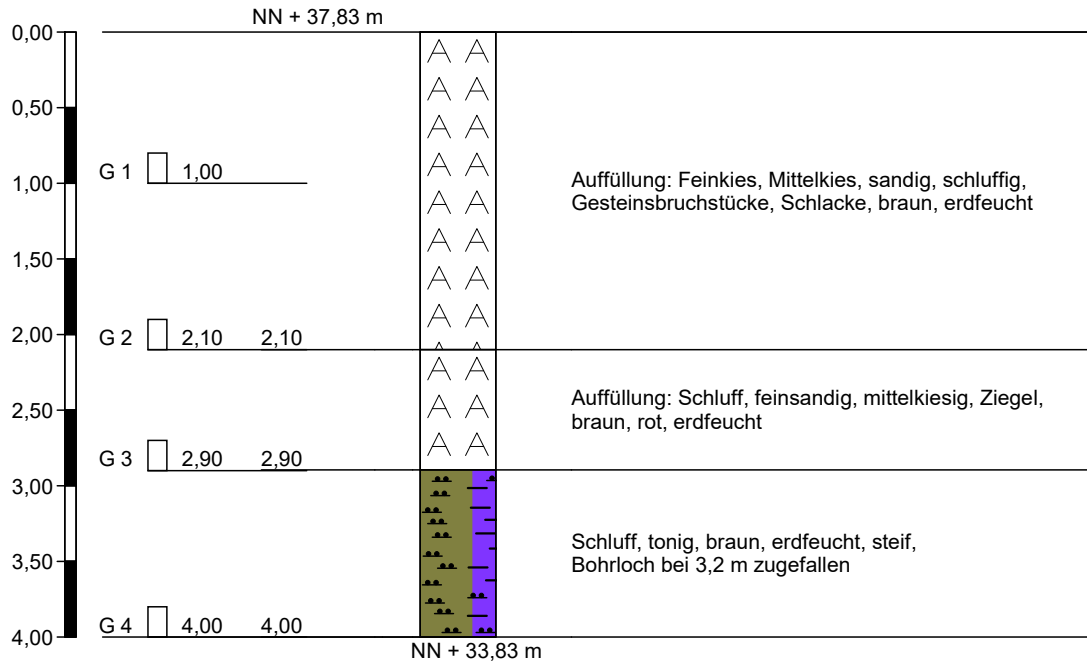 NN + 37,83 m
0,00
0,50
G 1 1,00
1,00
Auffüllung: Feinkies, Mittelkies, sandig, schluffig,
Gesteinsbruchstücke, Schlacke, braun, erdfeucht
1,50
2,00
G 2 2,10 2,10
Auffüllung: Schluff, feinsandig, mittelkiesig, Ziegel,
braun, rot, erdfeucht
2,50
G 3 2,90 2,90
3,00
Schluff, tonig, braun, erdfeucht, steif,
Bohrloch bei 3,2 m zugefallen
3,50
G 4 4,00 4,00
4,00
NN + 33,83 m